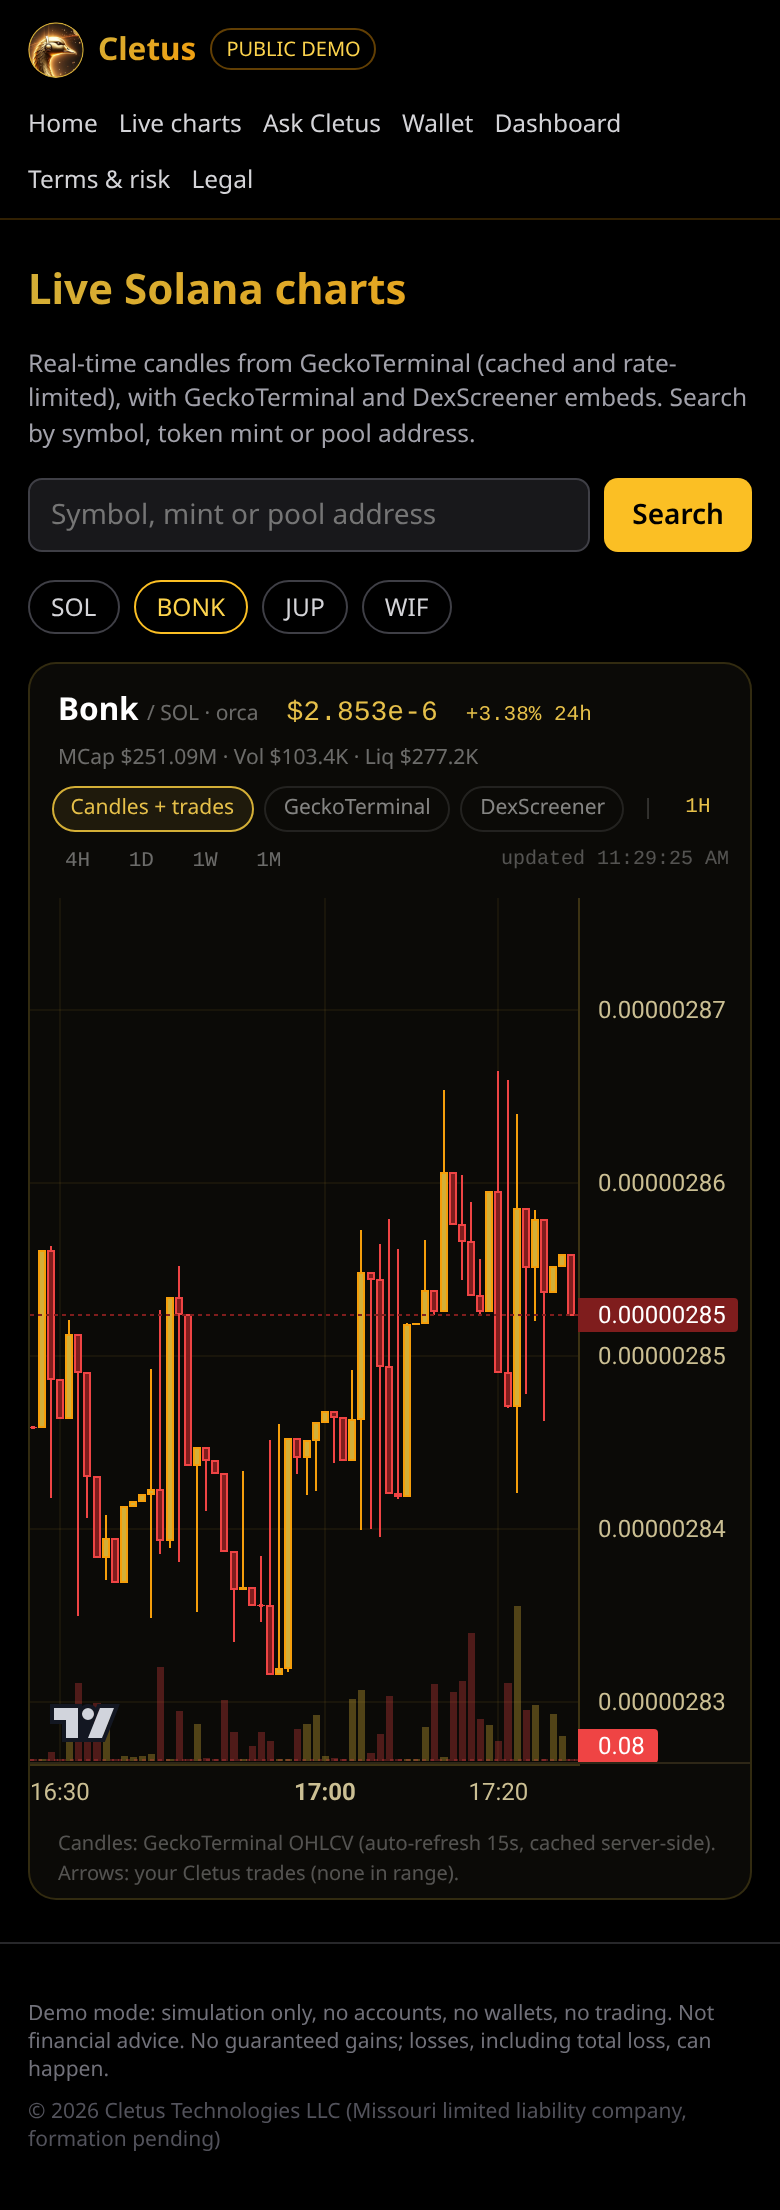 Cletus PUBLIC DEMO
Home Live charts Ask Cletus Wallet Dashboard
Terms & risk Legal
Live Solana charts
Real-time candles from GeckoTerminal (cached and rate-
limited), with GeckoTerminal and DexScreener embeds. Search
by symbol, token mint or pool address.
Symbol, mint or pool address Search
SOL BONK JUP WIF
Bonk / SOL · orca $2.853e-6 +3.38% 24h
MCap $251.09M · Vol $103.4K · Liq $277.2K
Candles + trades GeckoTerminal DexScreener | 1H
4H 1D 1W 1M updated 11:29:25 AM
0.00000287
0.00000286
0.00000285
0.00000285
0.00000284
0.00000283
0.08
16:30 17:00 17:20
Candles: GeckoTerminal OHLCV (auto-refresh 15s, cached server-side).
Arrows: your Cletus trades (none in range).
Demo mode: simulation only, no accounts, no wallets, no trading. Not
financial advice. No guaranteed gains; losses, including total loss, can
happen.
© 2026 Cletus Technologies LLC (Missouri limited liability company,
formation pending)